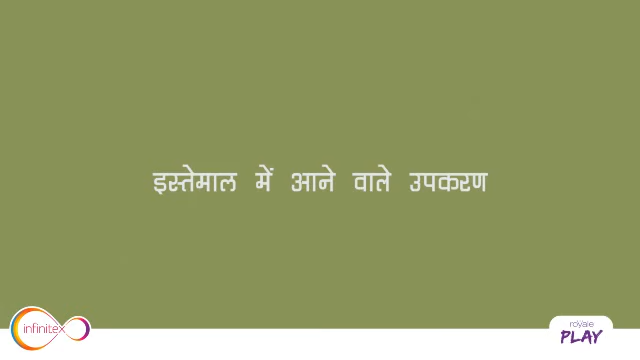 इस्तेमाल में आने वाते उपकरण
infinitex
royale
PLAY